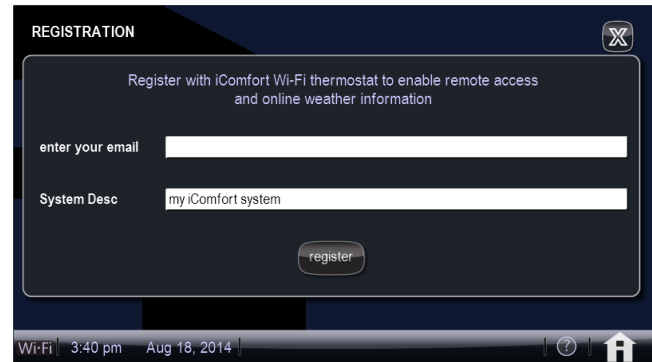 REGISTRATION
X
Register with iComfort Wi-Fi thermostat to enable remote access
and online weather information
enter your email
System Desc my iComfort system
register
Wi-Fi 3:40 pm Aug 18, 2014 ?